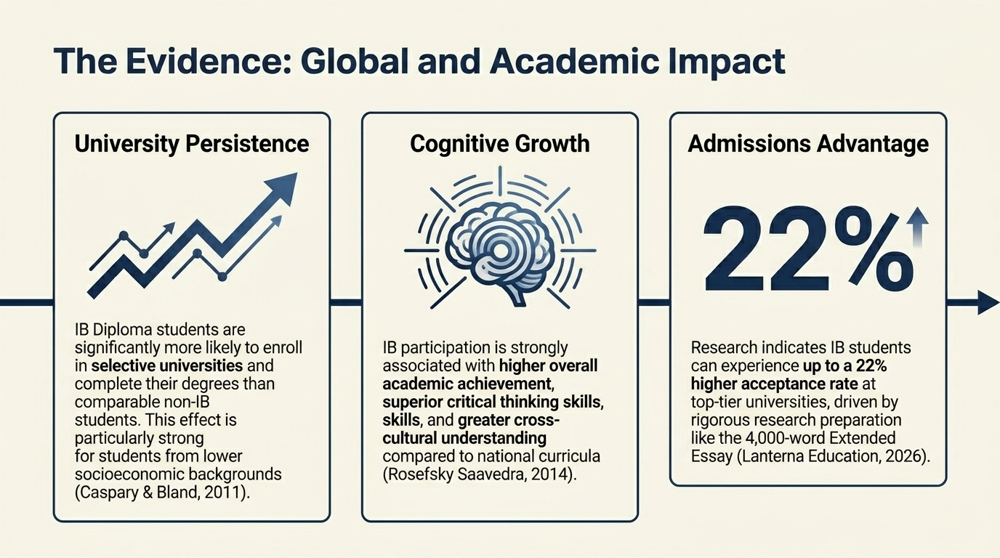 The Evidence: Global and Academic Impact
University Persistence
IB Diploma students are
significantly more likely to enroll
in selective universities and
complete their degrees than
comparable non-IB
students. This effect is
particularly strong
for students from lower
socioeconomic backgrounds
(Caspary & Bland, 2011).
Cognitive Growth
IB participation is strongly
associated with higher overall
academic achievement,
superior critical thinking skills,
skills, and greater cross-
cultural understanding
compared to national curricula
(Rosefsky Saavedra, 2014).
Admissions Advantage
22%
Research indicates IB students
can experience up to a 22%
higher acceptance rate at
top-tier universities, driven by
rigorous research preparation
like the 4,000-word Extended
Essay (Lanterna Education, 2026).